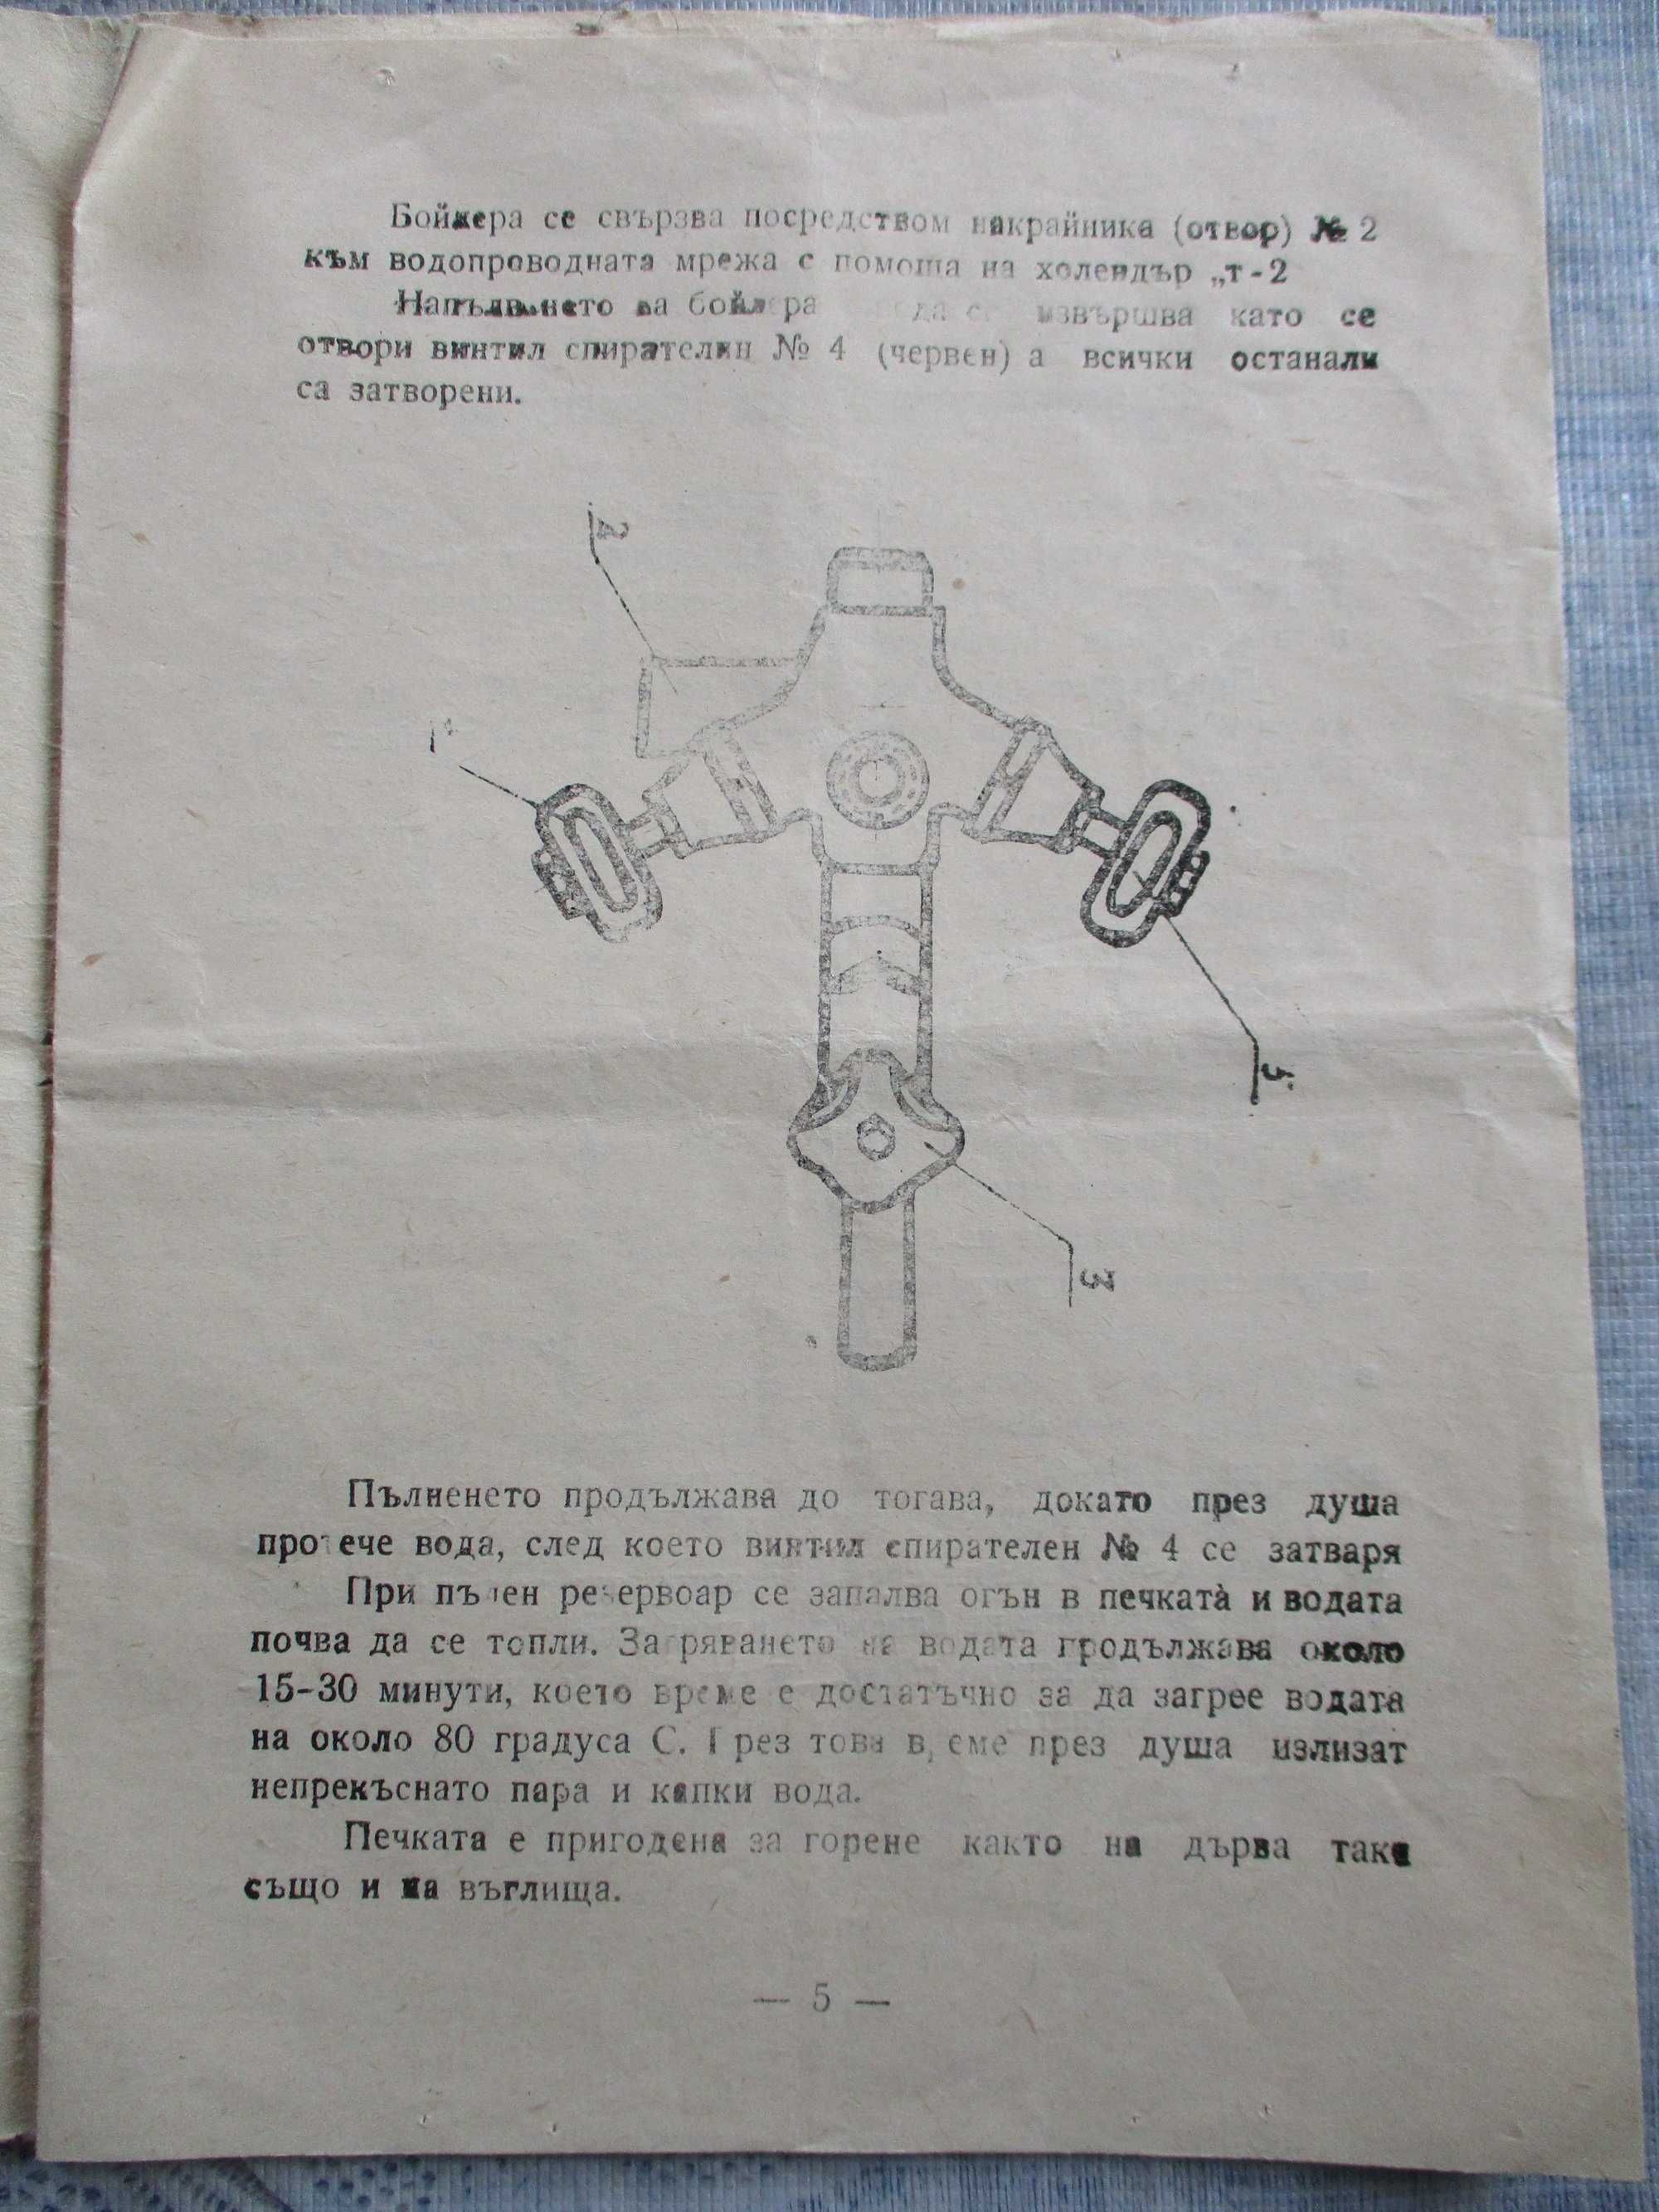 Бойлера се свързва посредством накрайника (отвор) № 2
към водопроводната мрежа с помоща на холендър „т-2
Напълването на бойлера да се извършва като се
отвори винтил спирателин № 4 (червен) а всички останали
са затворени.
2
5
3
Пълненето продължава до тогава, докато през душа
протече вода, след което винтил спирателен № 4 се затваря
При пълен резервоар се запалва огън в печката и водата
почва да се топли. Загряването на водата продължава около
15-30 минути, което време е достатъчно за да загрее водата
на около 80 градуса С. През това време през душа излизат
непрекъснато пара и капки вода.
Печката е пригодена за горене както на дърва така
също и на въглища.
— 5 —